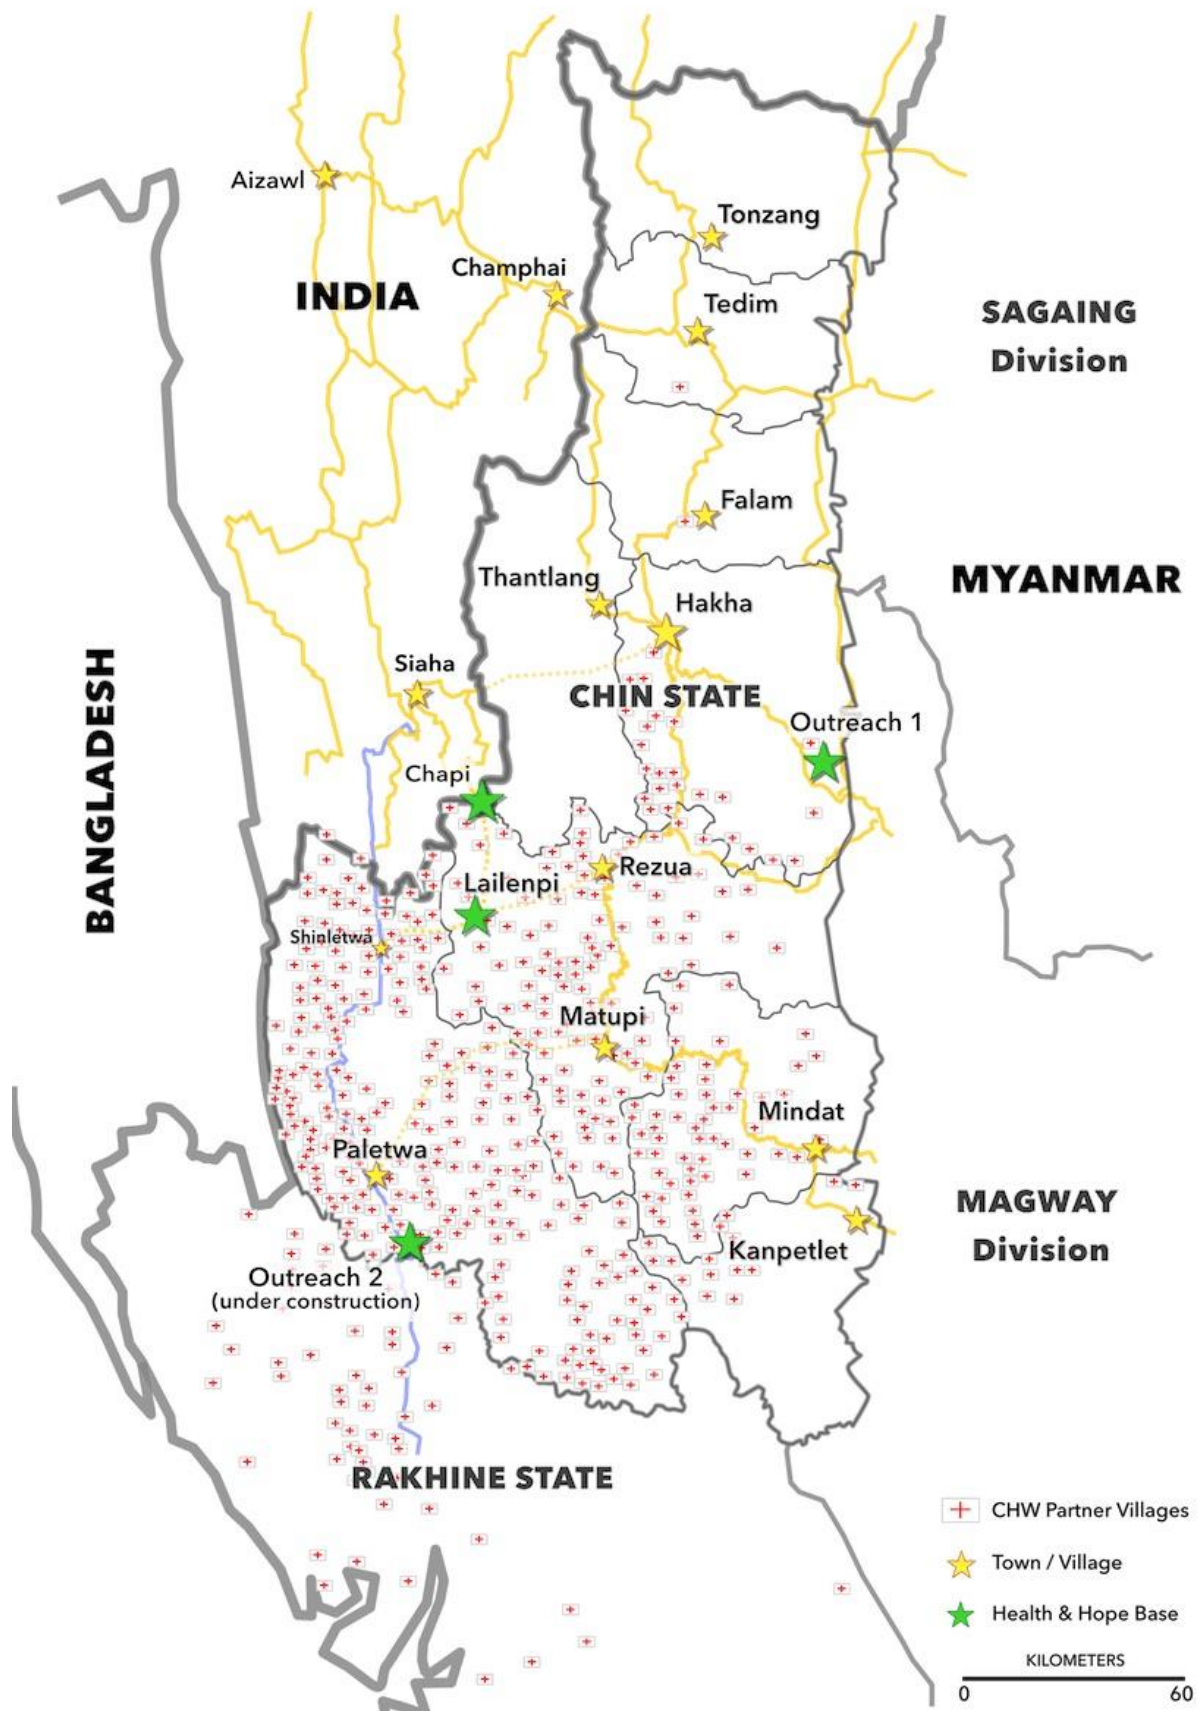 Aizawl
Tonzang
Champhai
INDIA
Tedim
SAGAING
Division
Falam
Thantlang
Hakha
MYANMAR
Siaha
CHIN STATE
Outreach 1
BANGLADESH
Chapi
Rezua
Lailenpi
Shinletwa
Matupi
Mindat
Paletwa
MAGWAY
Division
Kanpetlet
Outreach 2
(under construction)
RAKHINE STATE
CHW Partner Villages
Town / Village
Health & Hope Base
KILOMETERS
0 60